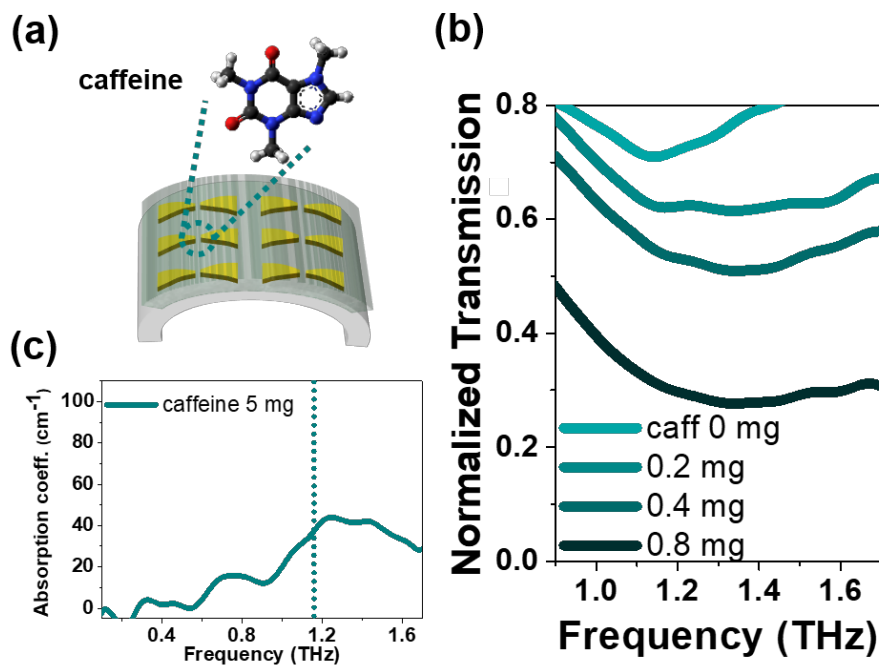 (a)
caffeine
(b)
Normalized Transmission
0.8
0.6
0.4
0.2
0.0
caff 0 mg
0.2 mg
0.4 mg
0.8 mg
1.0 1.2 1.4 1.6
Frequency (THz)
(c)
Absorption coeff. (cm⁻¹)
100
80
60
40
20
0
caffeine 5 mg
0.4 0.8 1.2 1.6
Frequency (THz)